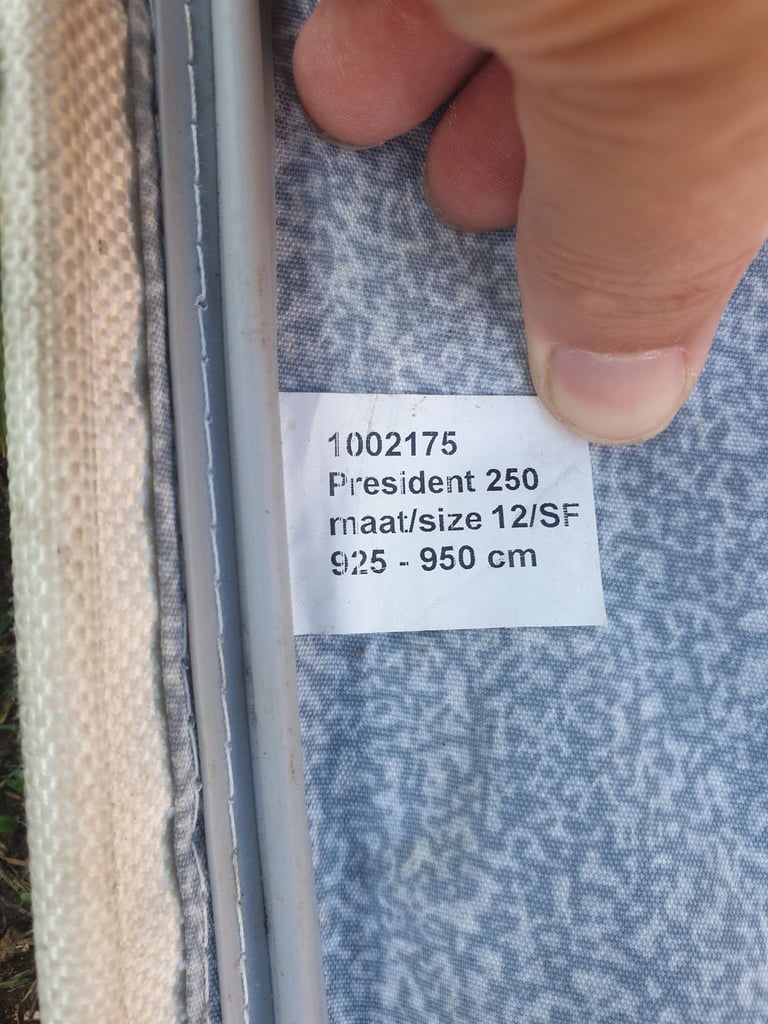 1002175
President 250
maat/size 12/SF
925 - 950 cm